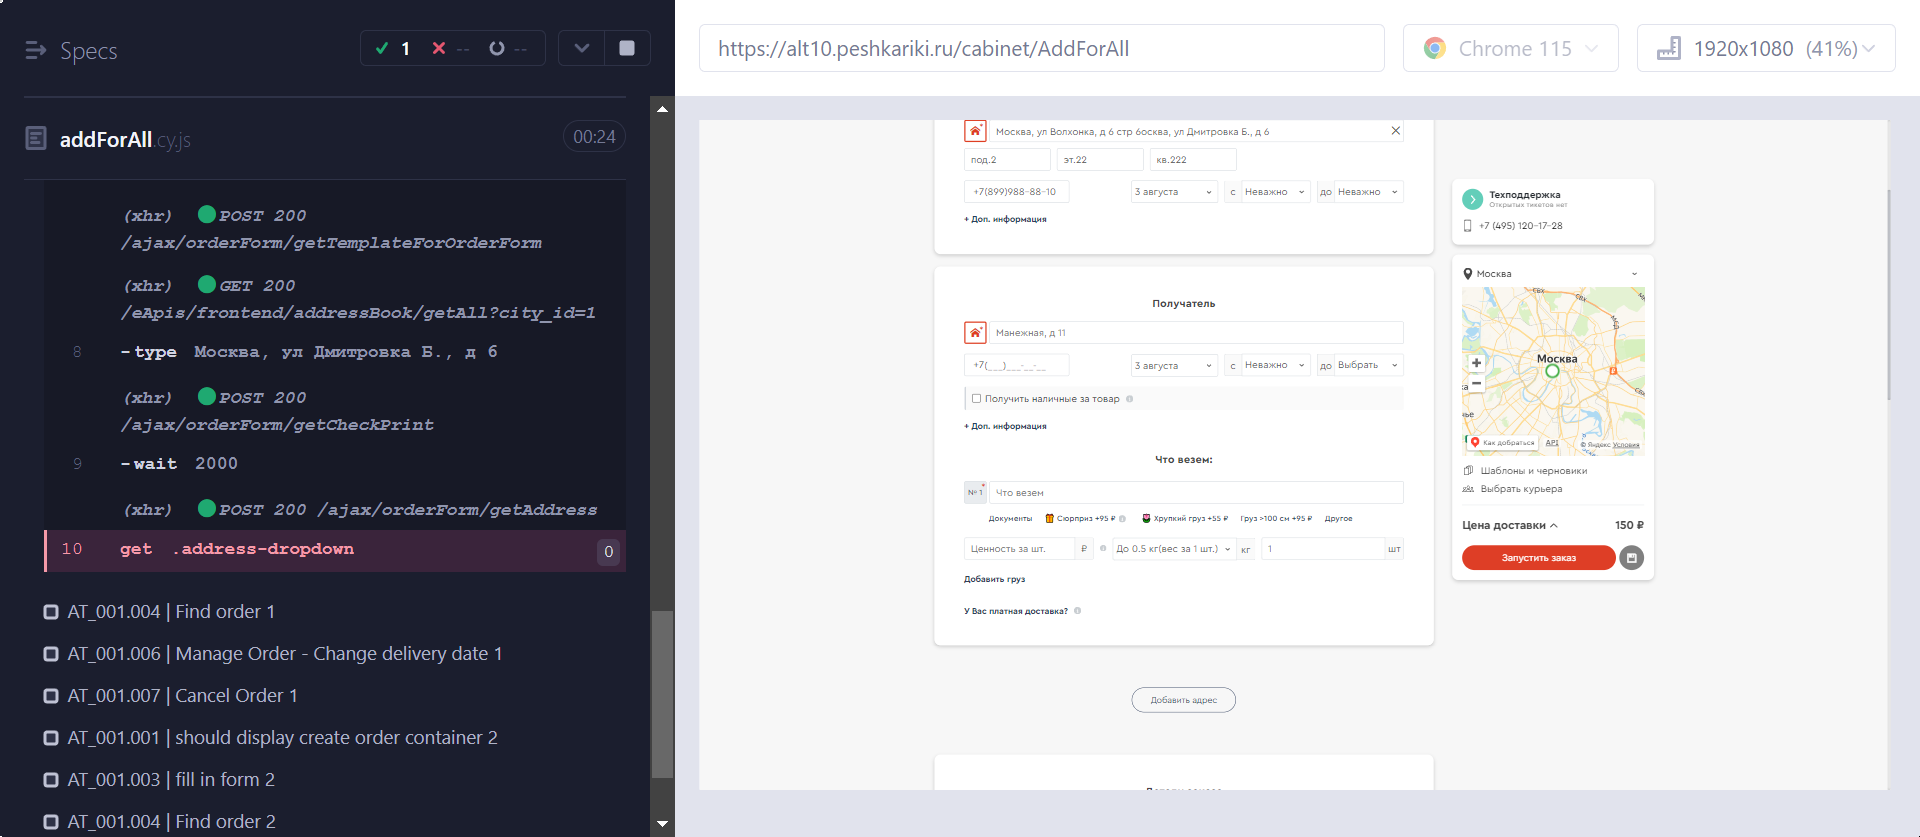 Specs
1
--
--
addForAll.cy.js
00:24
(xhr) POST 200
/ajax/orderForm/getTemplateForOrderForm
(xhr) GET 200
/eApis/frontend/addressBook/getAll?city_id=1
8 -type Москва, ул Дмитровка Б., д 6
(xhr) POST 200
/ajax/orderForm/getCheckPrint
9 -wait 2000
(xhr) POST 200 /ajax/orderForm/getAddress
10 get .address-dropdown 0
AT_001.004 | Find order 1
AT_001.006 | Manage Order - Change delivery date 1
AT_001.007 | Cancel Order 1
AT_001.001 | should display create order container 2
AT_001.003 | fill in form 2
AT_001.004 | Find order 2
https://alt10.peshkariki.ru/cabinet/AddForAll
Chrome 115
1920x1080 (41%)
Москва, ул Волхонка, д 6 стр 6осква, ул Дмитровка Б., д 6
под.2 эт.22 кв.222
+7(899)988-88-10 3 августа с Неважно до Неважно
+ Доп. информация
Получатель
Манежная, д 11
+7(___)___-__-__ 3 августа с Неважно до Выбрать
Получить наличные за товар
+ Доп. информация
Что везем:
№ 1* Что везем
Документы Сюрприз +95 ₽ Хрупкий груз +55 ₽ Груз >100 см +95 ₽ Другое
Ценность за шт. ₽ До 0.5 кг(вес за 1 шт.) кг 1 шт
Добавить груз
У Вас платная доставка?
Добавить адрес
Техподдержка
Открытых тикетов нет
+7 (495) 120-17-28
Москва
СВХ
СВХ
МКАД
Москва
Как добраться API © Яндекс Условия
Шаблоны и черновики
Выбрать курьера
Цена доставки 150 ₽
Запустить заказ